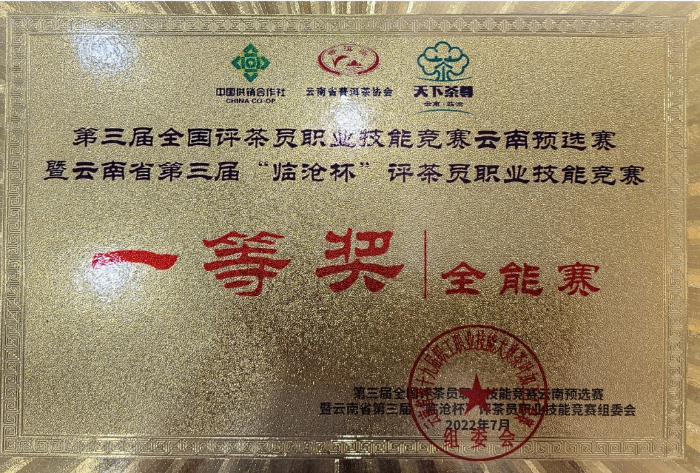 中国供销合作社
CHINA CO-OP
云南省普洱茶协会
天下茶尊
云南·临沧
第三届全国评茶员职业技能竞赛云南预选赛
暨云南省第三届“临沧杯”评茶员职业技能竞赛
一等奖 全能赛
第三届全国评茶员职业技能竞赛云南预选赛
暨云南省第三届“临沧杯”评茶员职业技能竞赛组委会
2022年7月
组委会